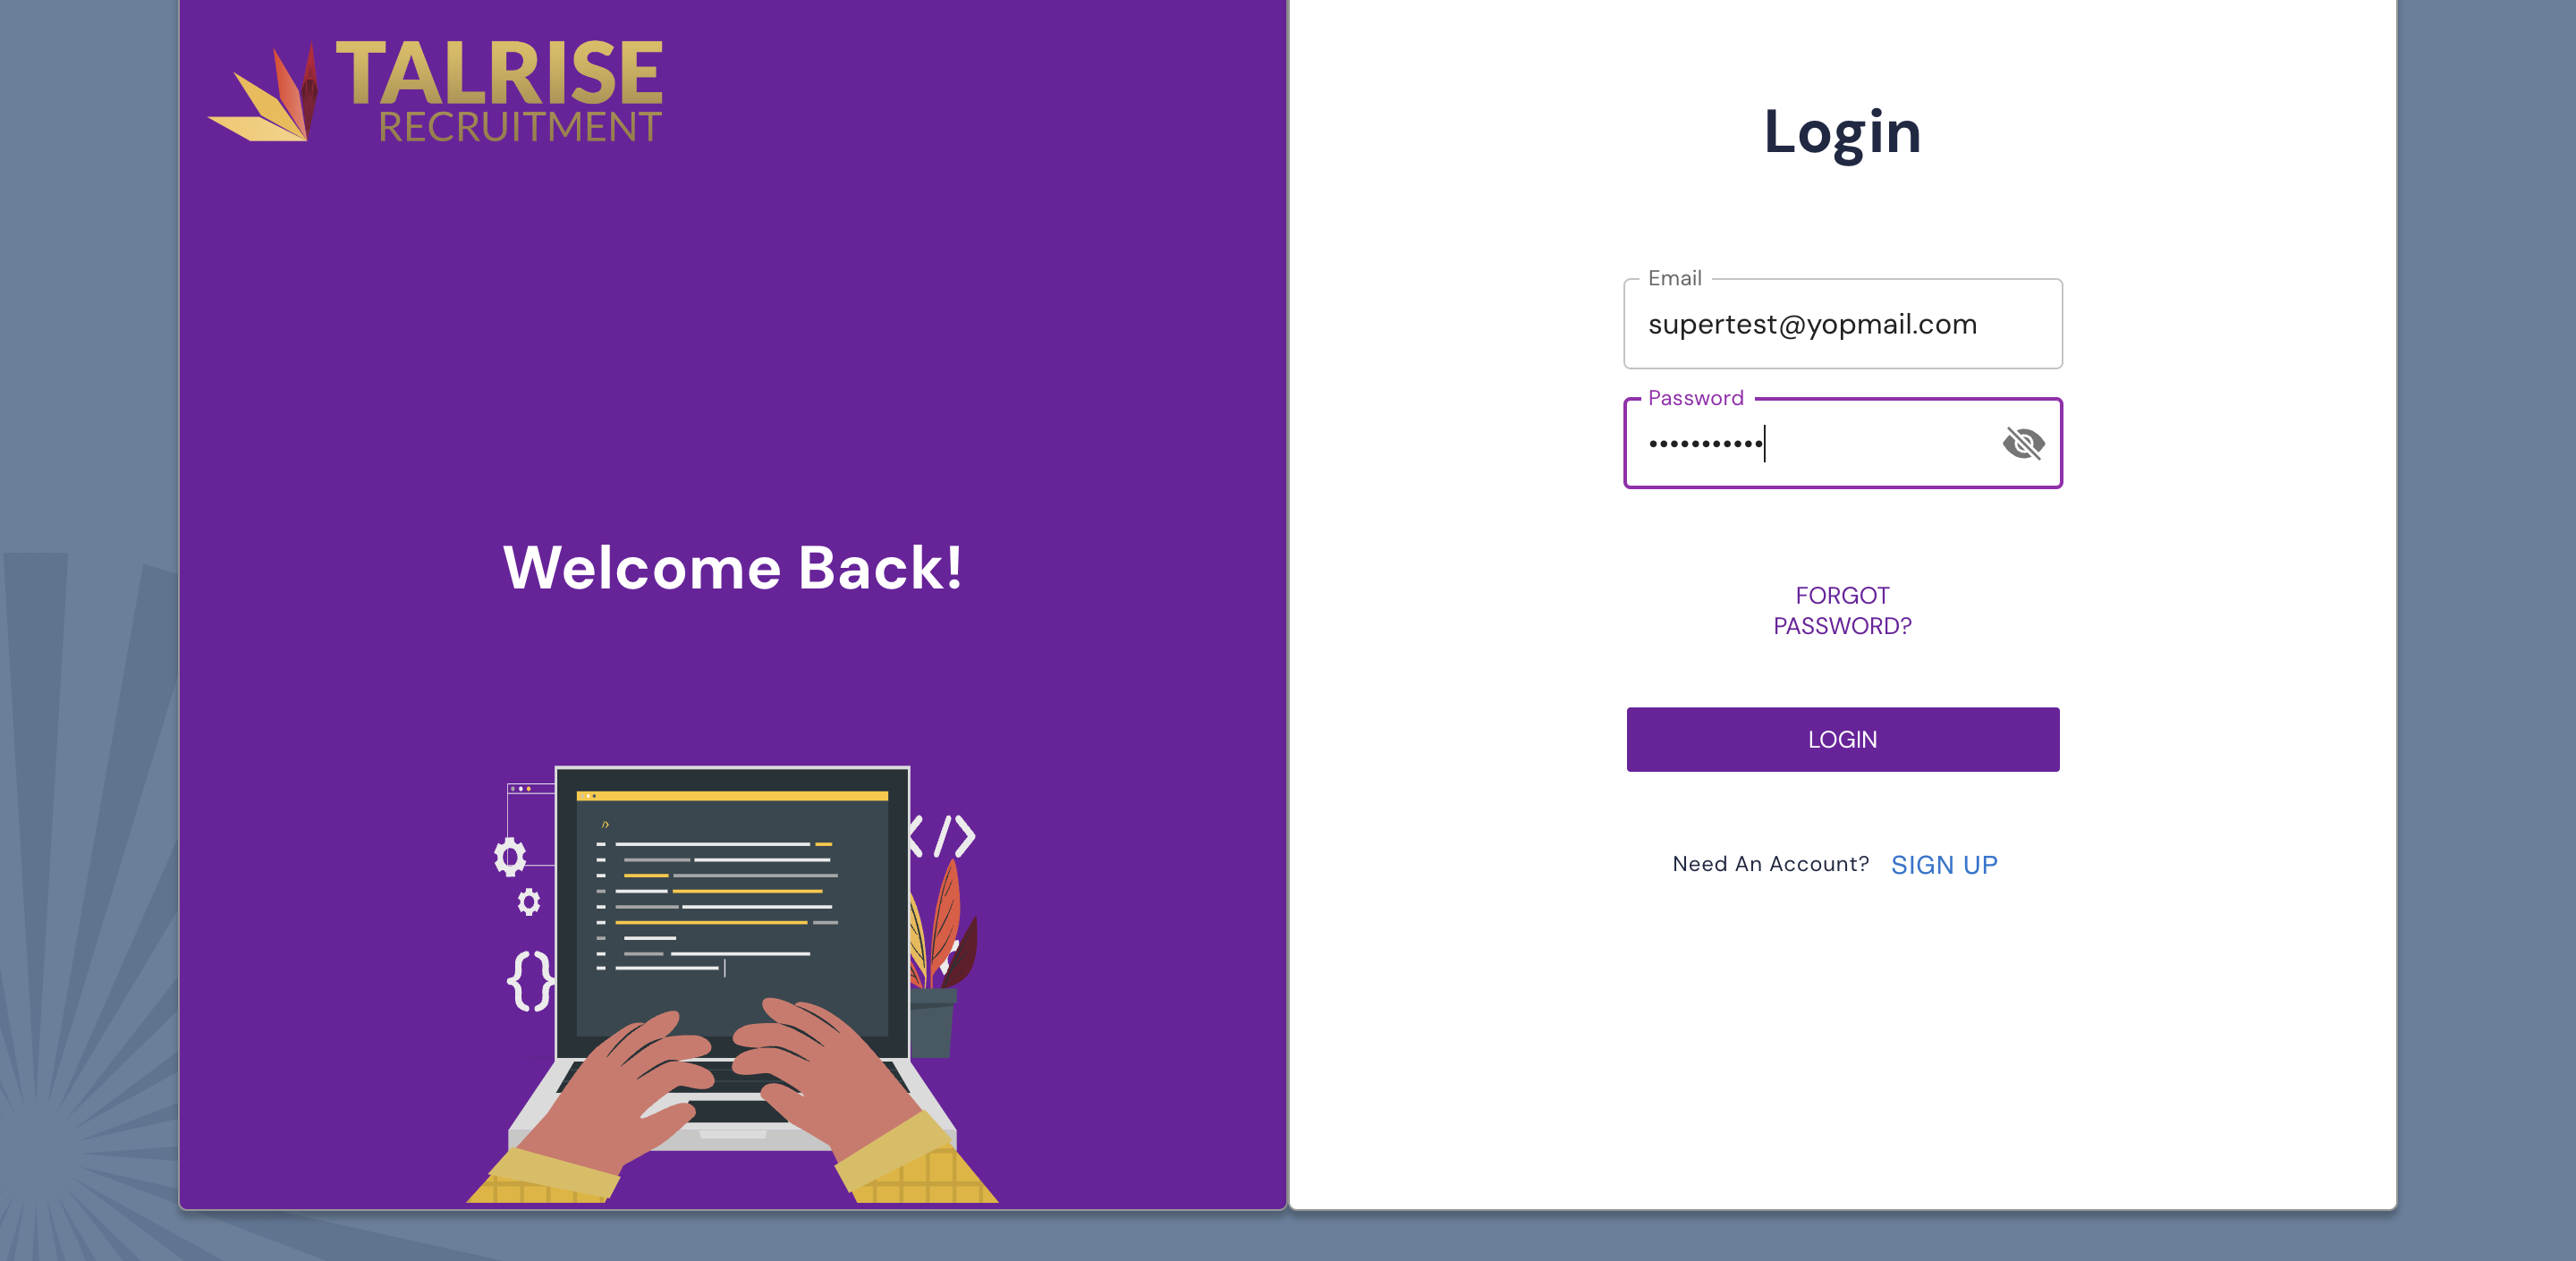 TALRISE
RECRUITMENT
Welcome Back!
Login
Email
supertest@yopmail.com
Password
•••••••••••
FORGOT
PASSWORD?
LOGIN
Need An Account? SIGN UP